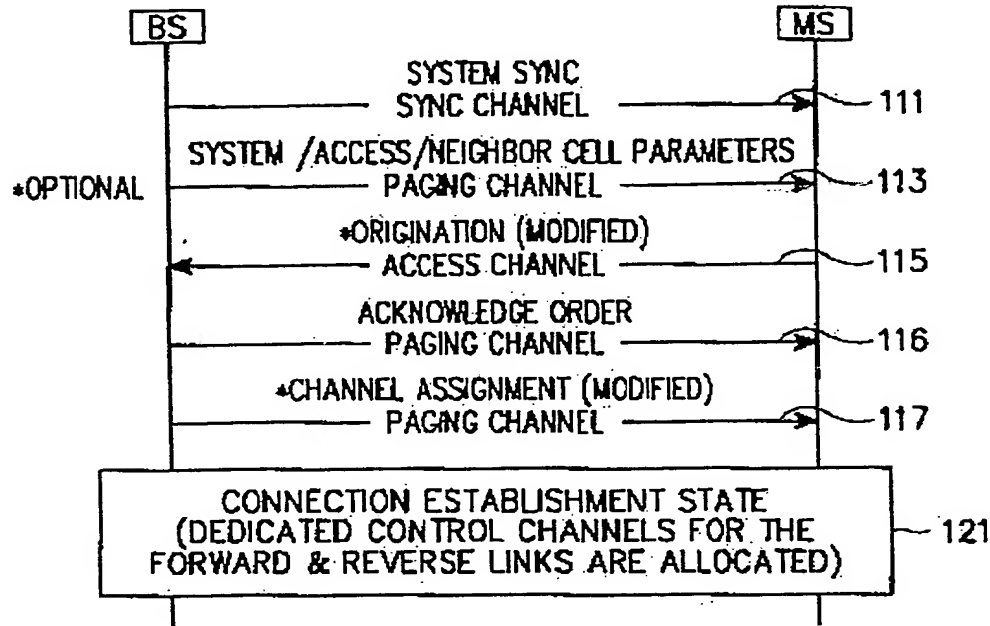 BS
MS
SYSTEM SYNC
SYNC CHANNEL
111
SYSTEM /ACCESS/NEIGHBOR CELL PARAMETERS
*OPTIONAL
PAGING CHANNEL
113
*ORIGINATION (MODIFIED)
ACCESS CHANNEL
115
ACKNOWLEDGE ORDER
PAGING CHANNEL
116
*CHANNEL ASSIGNMENT (MODIFIED)
PAGING CHANNEL
117
CONNECTION ESTABLISHMENT STATE
(DEDICATED CONTROL CHANNELS FOR THE
FORWARD & REVERSE LINKS ARE ALLOCATED)
121